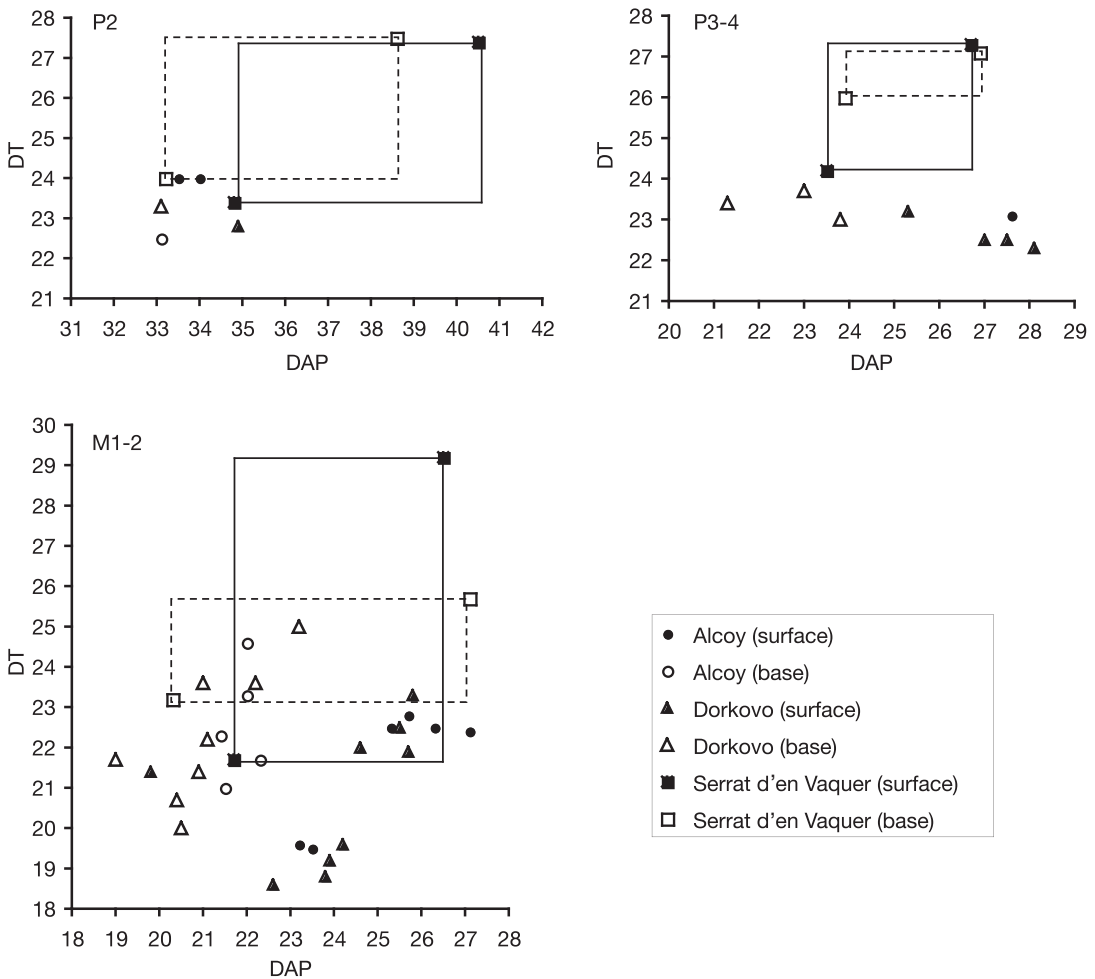 P2
28
27
26
25
24
23
22
21
DT
31 32 33 34 35 36 37 38 39 40 41 42
DAP
P3-4
28
27
26
25
24
23
22
21
DT
20 21 22 23 24 25 26 27 28 29
DAP
M1-2
30
29
28
27
26
25
24
23
22
21
20
19
18
DT
18 19 20 21 22 23 24 25 26 27 28
DAP
Alcoy (surface)
Alcoy (base)
Dorkovo (surface)
Dorkovo (base)
Serrat d'en Vaquer (surface)
Serrat d'en Vaquer (base)